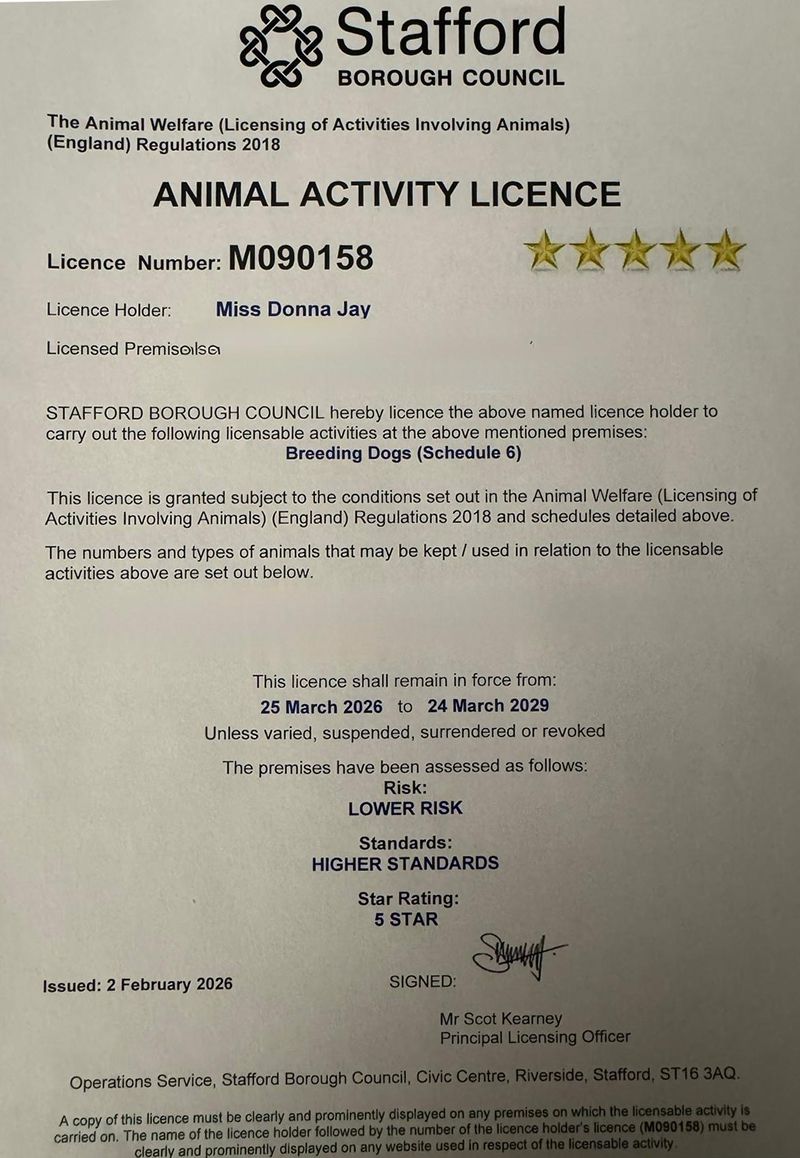 Stafford
BOROUGH COUNCIL
The Animal Welfare (Licensing of Activities Involving Animals)
(England) Regulations 2018
ANIMAL ACTIVITY LICENCE
Licence Number: M090158
Licence Holder: Miss Donna Jay
Licensed
STAFFORD BOROUGH COUNCIL hereby licence the above named licence holder to
carry out the following licensable activities at the above mentioned premises:
Breeding Dogs (Schedule 6)
This licence is granted subject to the conditions set out in the Animal Welfare (Licensing of
Activities Involving Animals) (England) Regulations 2018 and schedules detailed above.
The numbers and types of animals that may be kept / used in relation to the licensable
activities above are set out below.
This licence shall remain in force from:
25 March 2026 to 24 March 2029
Unless varied, suspended, surrendered or revoked
The premises have been assessed as follows:
Risk:
LOWER RISK
Standards:
HIGHER STANDARDS
Star Rating:
5 STAR
Issued: 2 February 2026
SIGNED:
Mr Scot Kearney
Principal Licensing Officer
Operations Service, Stafford Borough Council, Civic Centre, Riverside, Stafford, ST16 3AQ.
A copy of this licence must be clearly and prominently displayed on any premises on which the licensable activity is
carried on. The name of the licence holder followed by the number of the licence holder's licence (M090158) must be
clearly and prominently displayed on any website used in respect of the licensable activity.